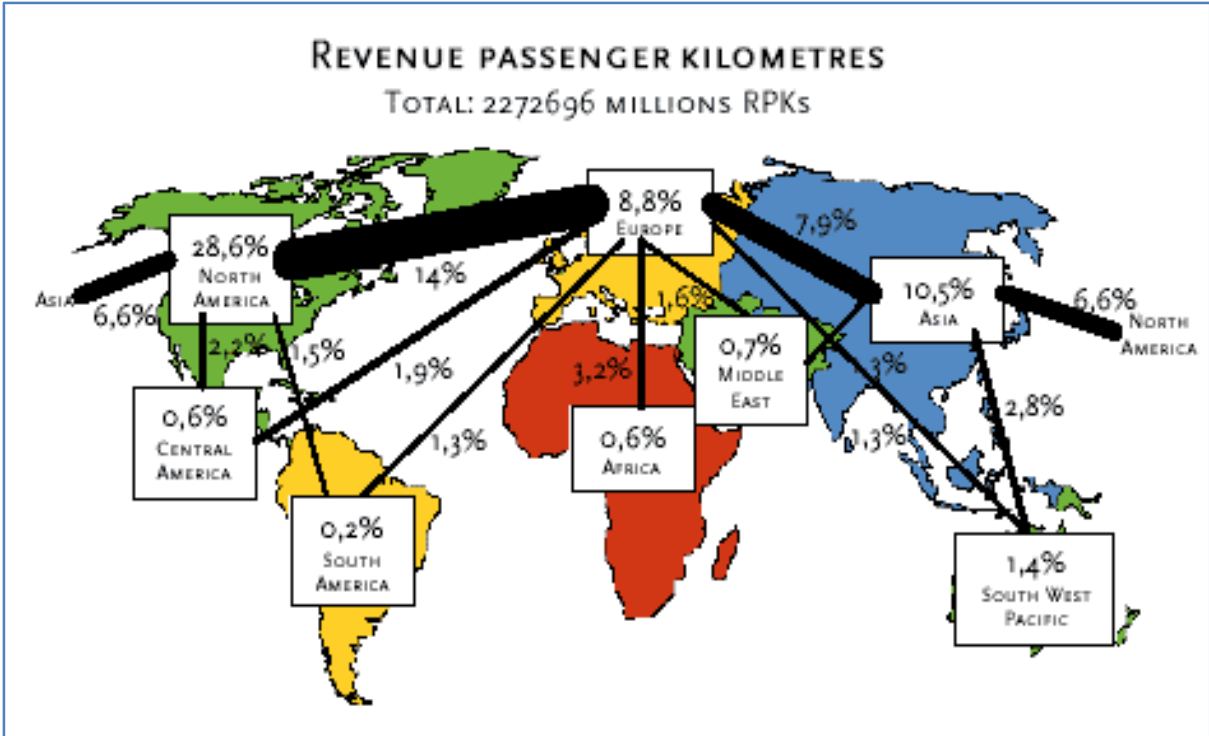 Revenue passenger kilometres
Total: 2272696 millions RPKs
8,8%
Europe
7,9%
28,6%
North
America
14%
Asia
6,6%
10,5%
Asia
6,6%
North
America
1,6%
2,2%
1,5%
1,9%
3,2%
0,7%
Middle
East
3%
2,8%
0,6%
Central
America
1,3%
0,6%
Africa
1,3%
0,2%
South
America
1,4%
South West
Pacific